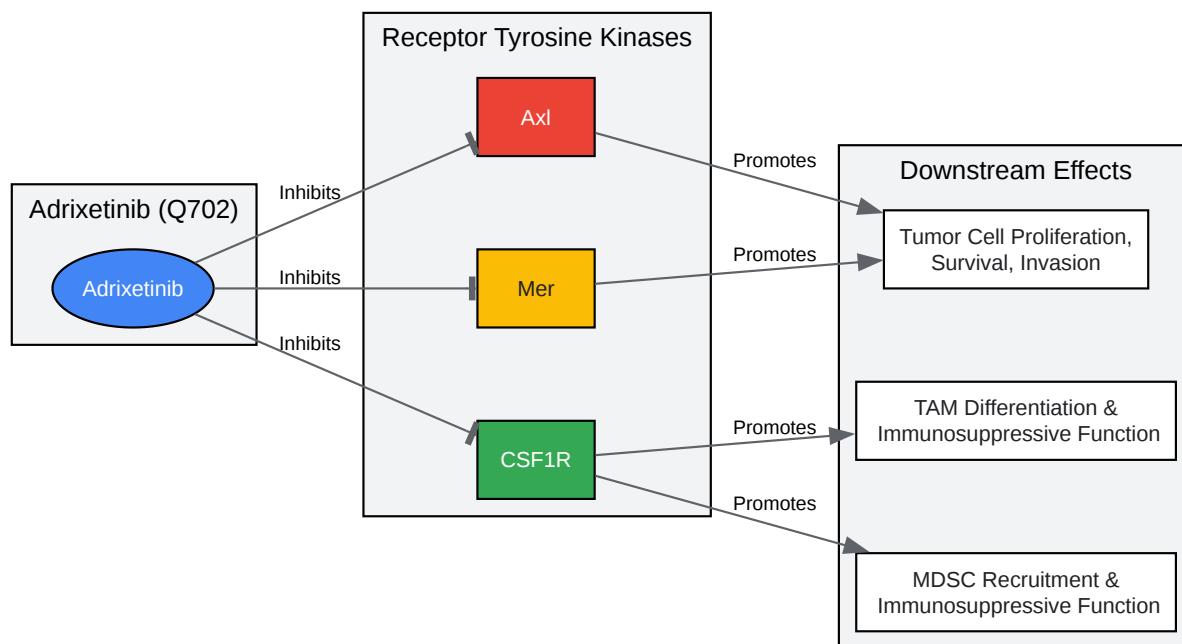 Adrixetinib (Q702)
Adrixetinib
Inhibits
Inhibits
Inhibits
Receptor Tyrosine Kinases
Axl
Mer
CSF1R
Promotes
Promotes
Promotes
Promotes
Downstream Effects
Tumor Cell Proliferation,
Survival, Invasion
TAM Differentiation &
Immunosuppressive Function
MDSC Recruitment &
Immunosuppressive Function